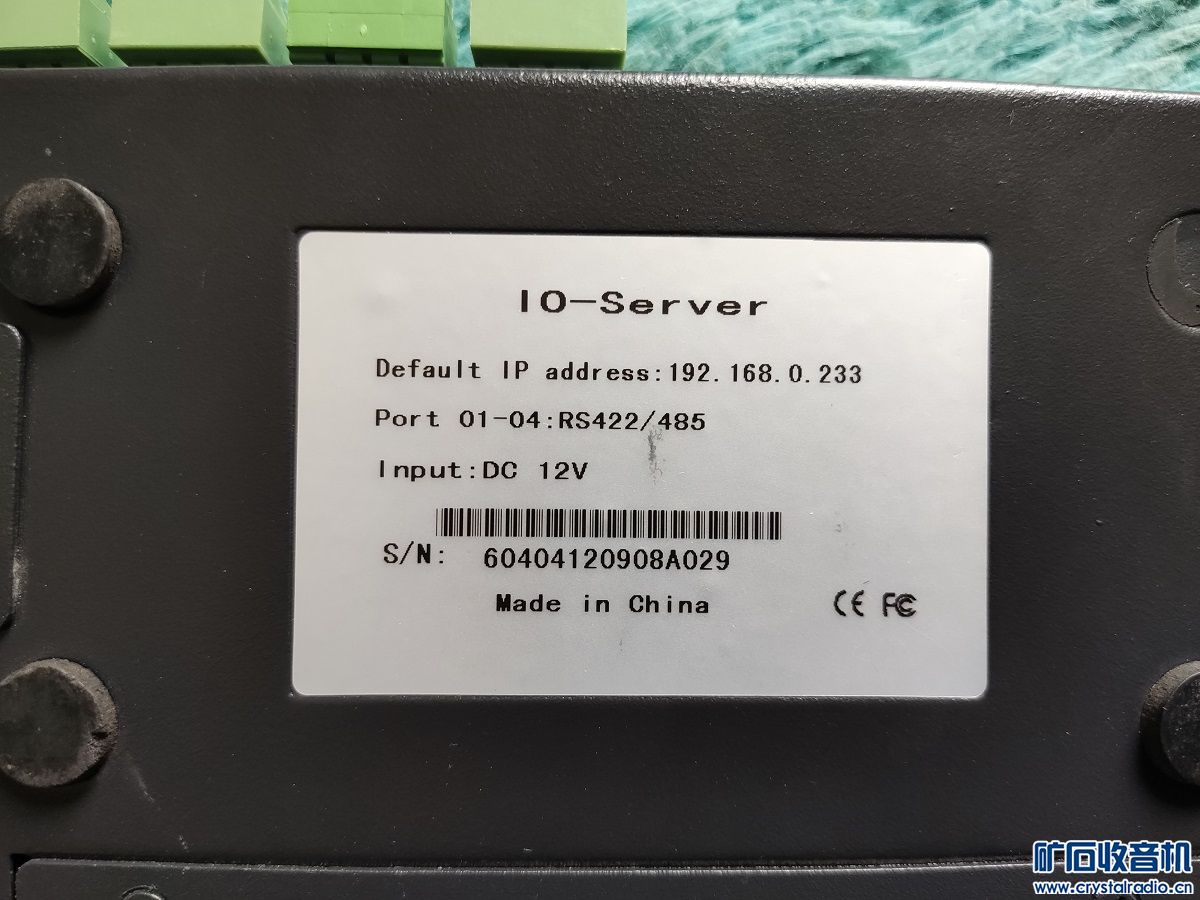 IO-Server
Default IP address:192.168.0.233
Port 01-04:RS422/485
Input:DC 12V
S/N: 60404120908A029
Made in China CE FC
矿石收音机
www.crystalradio.cn